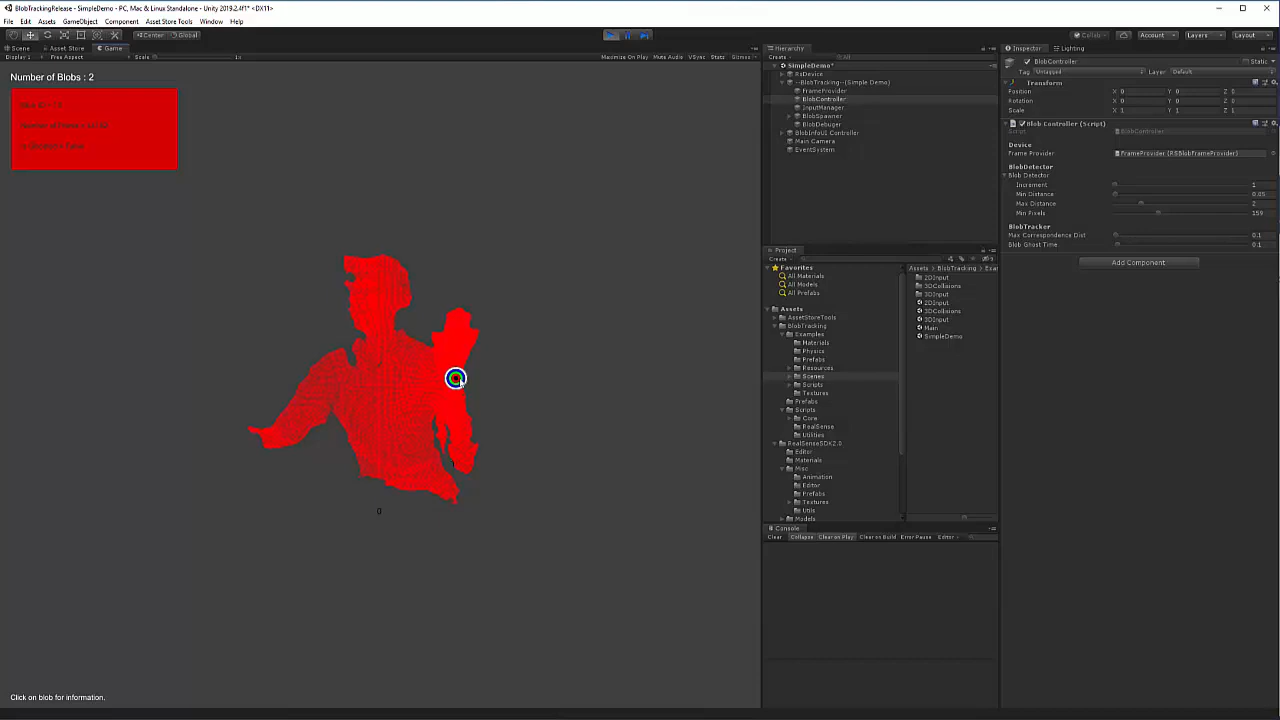 BlobTrackingRelease - SimpleDemo - PC, Mac & Linux Standalone - Unity 2019.2.4f1* <DX11>
File Edit Assets GameObject Component Asset Store Tools Window Help
Center Global
Collab Account Layers Layout
Scene Asset Store Game
Display 1 Free Aspect Scale 1x Maximize On Play Mute Audio VSync Stats Gizmos
Number of Blobs : 2
Click on blob for information.
0
Hierarchy
Create All
SimpleDemo*
RsDevice
--BlobTracking--(Simple Demo)
FrameProvider
BlobController
InputManager
BlobSpawner
BlobDebuger
BlobInfoUI Controller
Main Camera
EventSystem
Project
Create
Favorites
All Materials
All Models
All Prefabs
Assets
AssetStoreTools
BlobTracking
Examples
Materials
Physics
Prefabs
Resources
Scenes
Scripts
Textures
Prefabs
Scripts
Core
RealSense
Utilities
RealSenseSDK2.0
Editor
Materials
Misc
Animation
Editor
Prefabs
Textures
Utils
Models
Assets BlobTracking Exa
2DInput
3DCollisions
3DInput
2DInput
3DCollisions
3DInput
Main
SimpleDemo
Console
Clear Collapse Clear on Play Clear on Build Error Pause Editor
Inspector Lighting
BlobController Static
Tag Untagged Layer Default
Transform
Position X 0 Y 0 Z 0
Rotation X 0 Y 0 Z 0
Scale X 1 Y 1 Z 1
Blob Controller (Script)
Script BlobController
Device
Frame Provider FrameProvider (RSBlobFrameProvider)
BlobDetector
Blob Detector
Increment 1
Min Distance 0.05
Max Distance 2
Min Pixels 159
BlobTracker
Max Correspondence Dist 0.1
Blob Ghost Time 0.1
Add Component